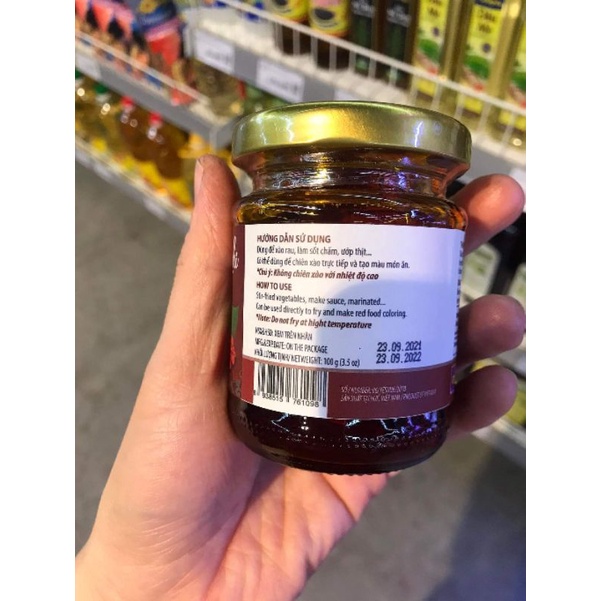 HƯỚNG DẪN SỬ DỤNG
Dùng để xào rau, làm sốt chấm, ướp thịt...
Có thể dùng để chiên xào trực tiếp và tạo màu món ăn.
*Chú ý: Không chiên xào với nhiệt độ cao
HOW TO USE
Stir-fried vegetables, make sauce, marinated...
Can be used directly to fry and make red food coloring.
*Note: Do not fry at hight temperature
NSX&HSD: XEM TRÊN NHÃN
MFG&EXP.DATE: ON THE PACKAGE
KHỐI LƯỢNG TỊNH/ NET WEIGHT: 100 g (3.5 oz)
23.09.2021
23.09.2022